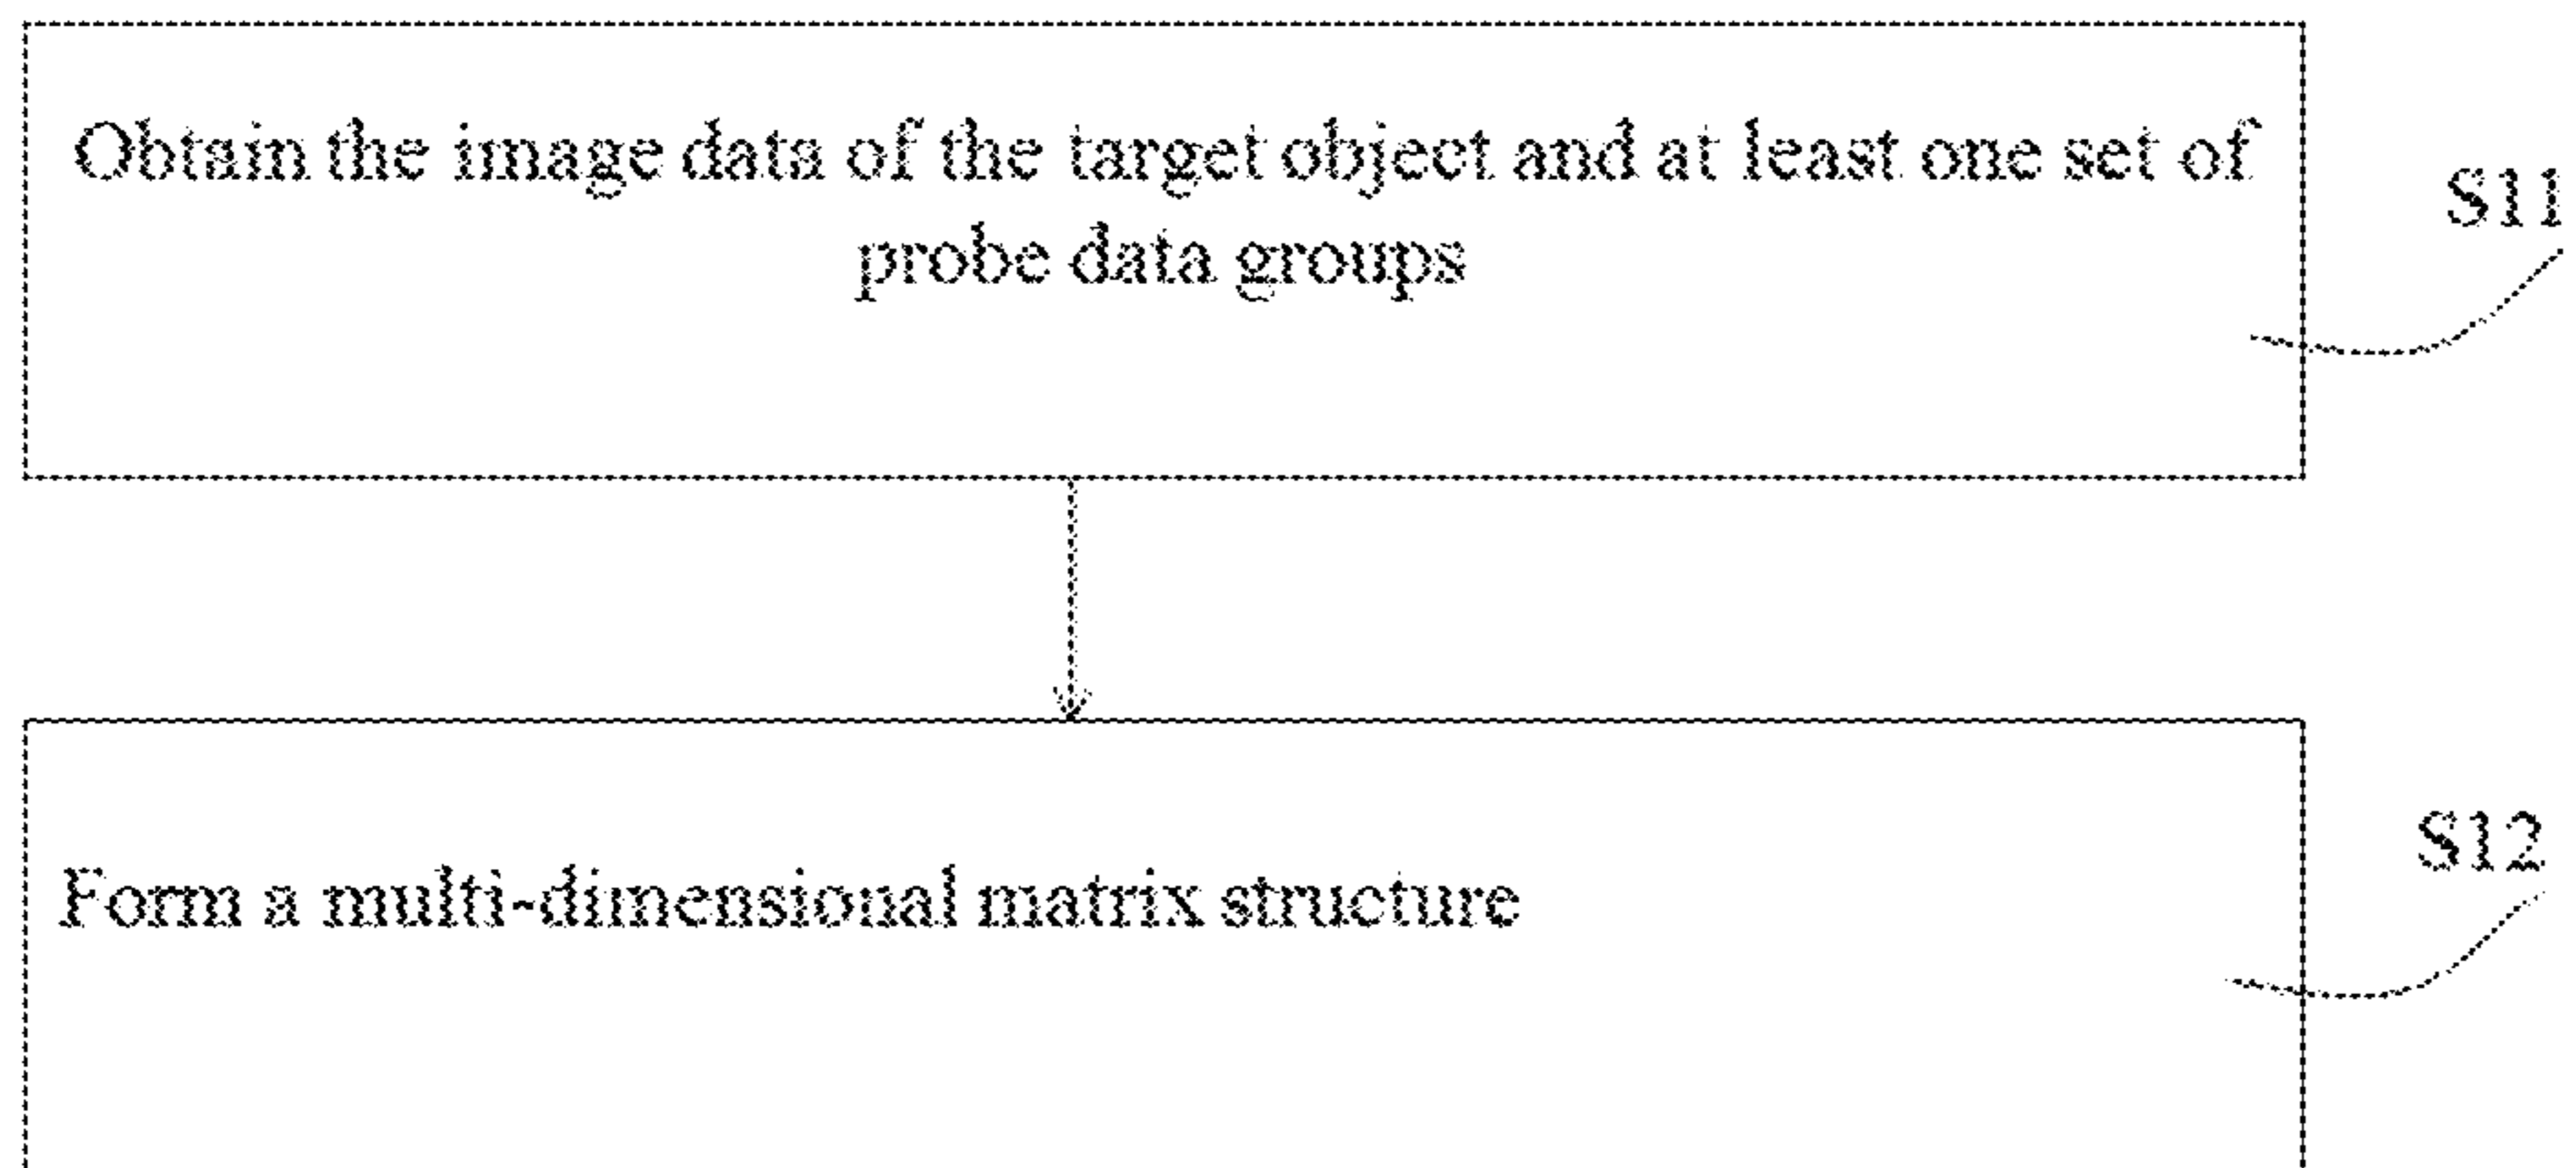 Obtain the image data of the target object and at least one set of
probe data groups
S11
Form a multi-dimensional matrix structure
S12